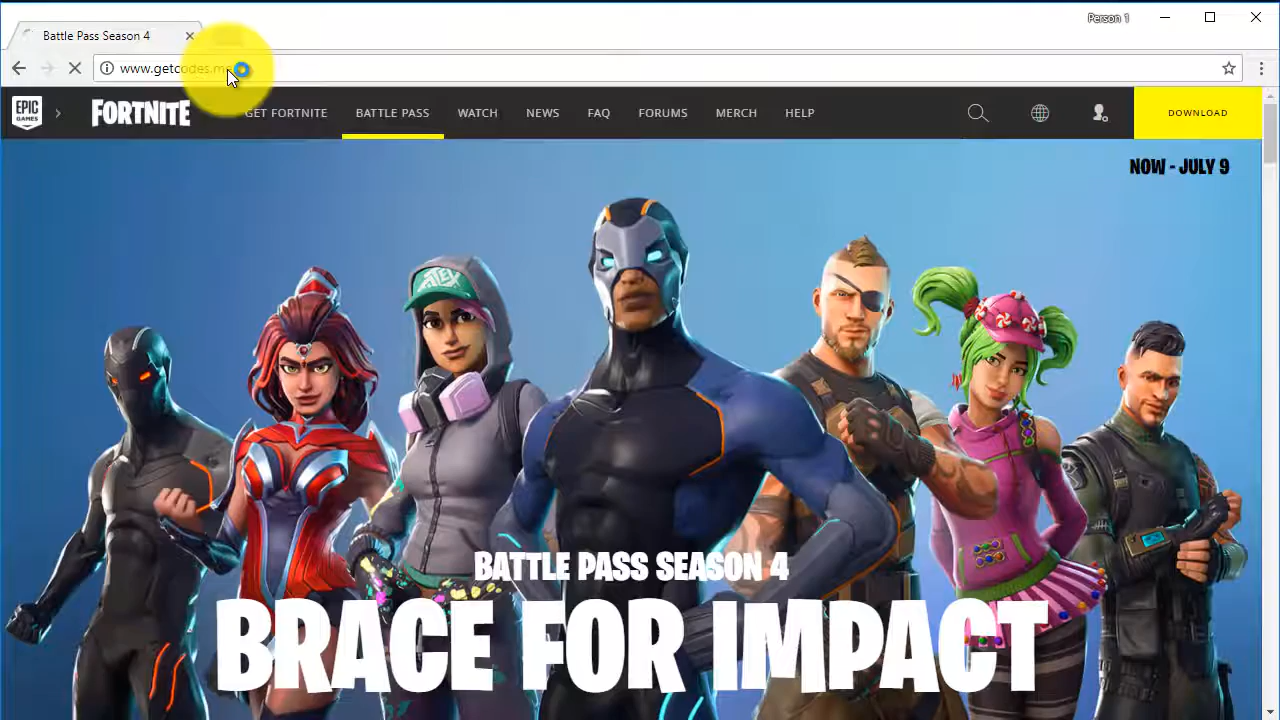 Person 1
Battle Pass Season 4
www.getcodes.me
EPIC GAMES
FORTNITE
GET FORTNITE
BATTLE PASS
WATCH
NEWS
FAQ
FORUMS
MERCH
HELP
DOWNLOAD
NOW - JULY 9
BATTLE PASS SEASON 4
BRACE FOR IMPACT